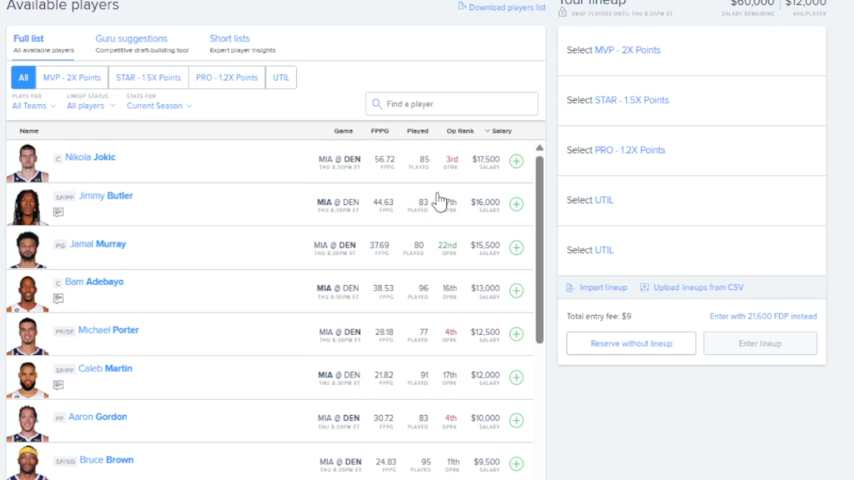 Available players
Download players list
Full list
All available players
Guru suggestions
Competitive draft-building tool
Short lists
Expert player insights
All
MVP - 2X Points
STAR - 1.5X Points
PRO - 1.2X Points
UTIL
PLAYS FOR
All Teams
LINEUP STATUS
All players
STATS FOR
Current Season
Find a player
Name Game FPPG Played Op Rank Salary
C Nikola Jokic MIA @ DEN 56.72 85 3rd $17,500
THU 8:30PM ET FPPG PLAYED OPRK SALARY
SF/PF Jimmy Butler MIA @ DEN 44.63 83 $16,000
THU 8:30PM ET FPPG PLAYED OPRK SALARY
PG Jamal Murray MIA @ DEN 37.69 80 22nd $15,500
THU 8:30PM ET FPPG PLAYED OPRK SALARY
C Bam Adebayo MIA @ DEN 38.53 96 16th $13,000
THU 8:30PM ET FPPG PLAYED OPRK SALARY
PF/SF Michael Porter MIA @ DEN 28.18 77 4th $12,500
THU 8:30PM ET FPPG PLAYED OPRK SALARY
SF/PF Caleb Martin MIA @ DEN 21.82 91 17th $12,000
THU 8:30PM ET FPPG PLAYED OPRK SALARY
PF Aaron Gordon MIA @ DEN 30.72 83 4th $10,000
THU 8:30PM ET FPPG PLAYED OPRK SALARY
SF/SG Bruce Brown MIA @ DEN 24.83 95 11th $9,500
THU 8:30PM ET FPPG PLAYED OPRK SALARY
Your lineup
SWAP PLAYERS UNTIL THU 8:30PM ET
$60,000 $12,000
SALARY REMAINING AVG/PLAYER
Select MVP - 2X Points
Select STAR - 1.5X Points
Select PRO - 1.2X Points
Select UTIL
Select UTIL
Import lineup Upload lineups from CSV
Total entry fee: $9 Enter with 21,600 FDP instead
Reserve without lineup Enter lineup